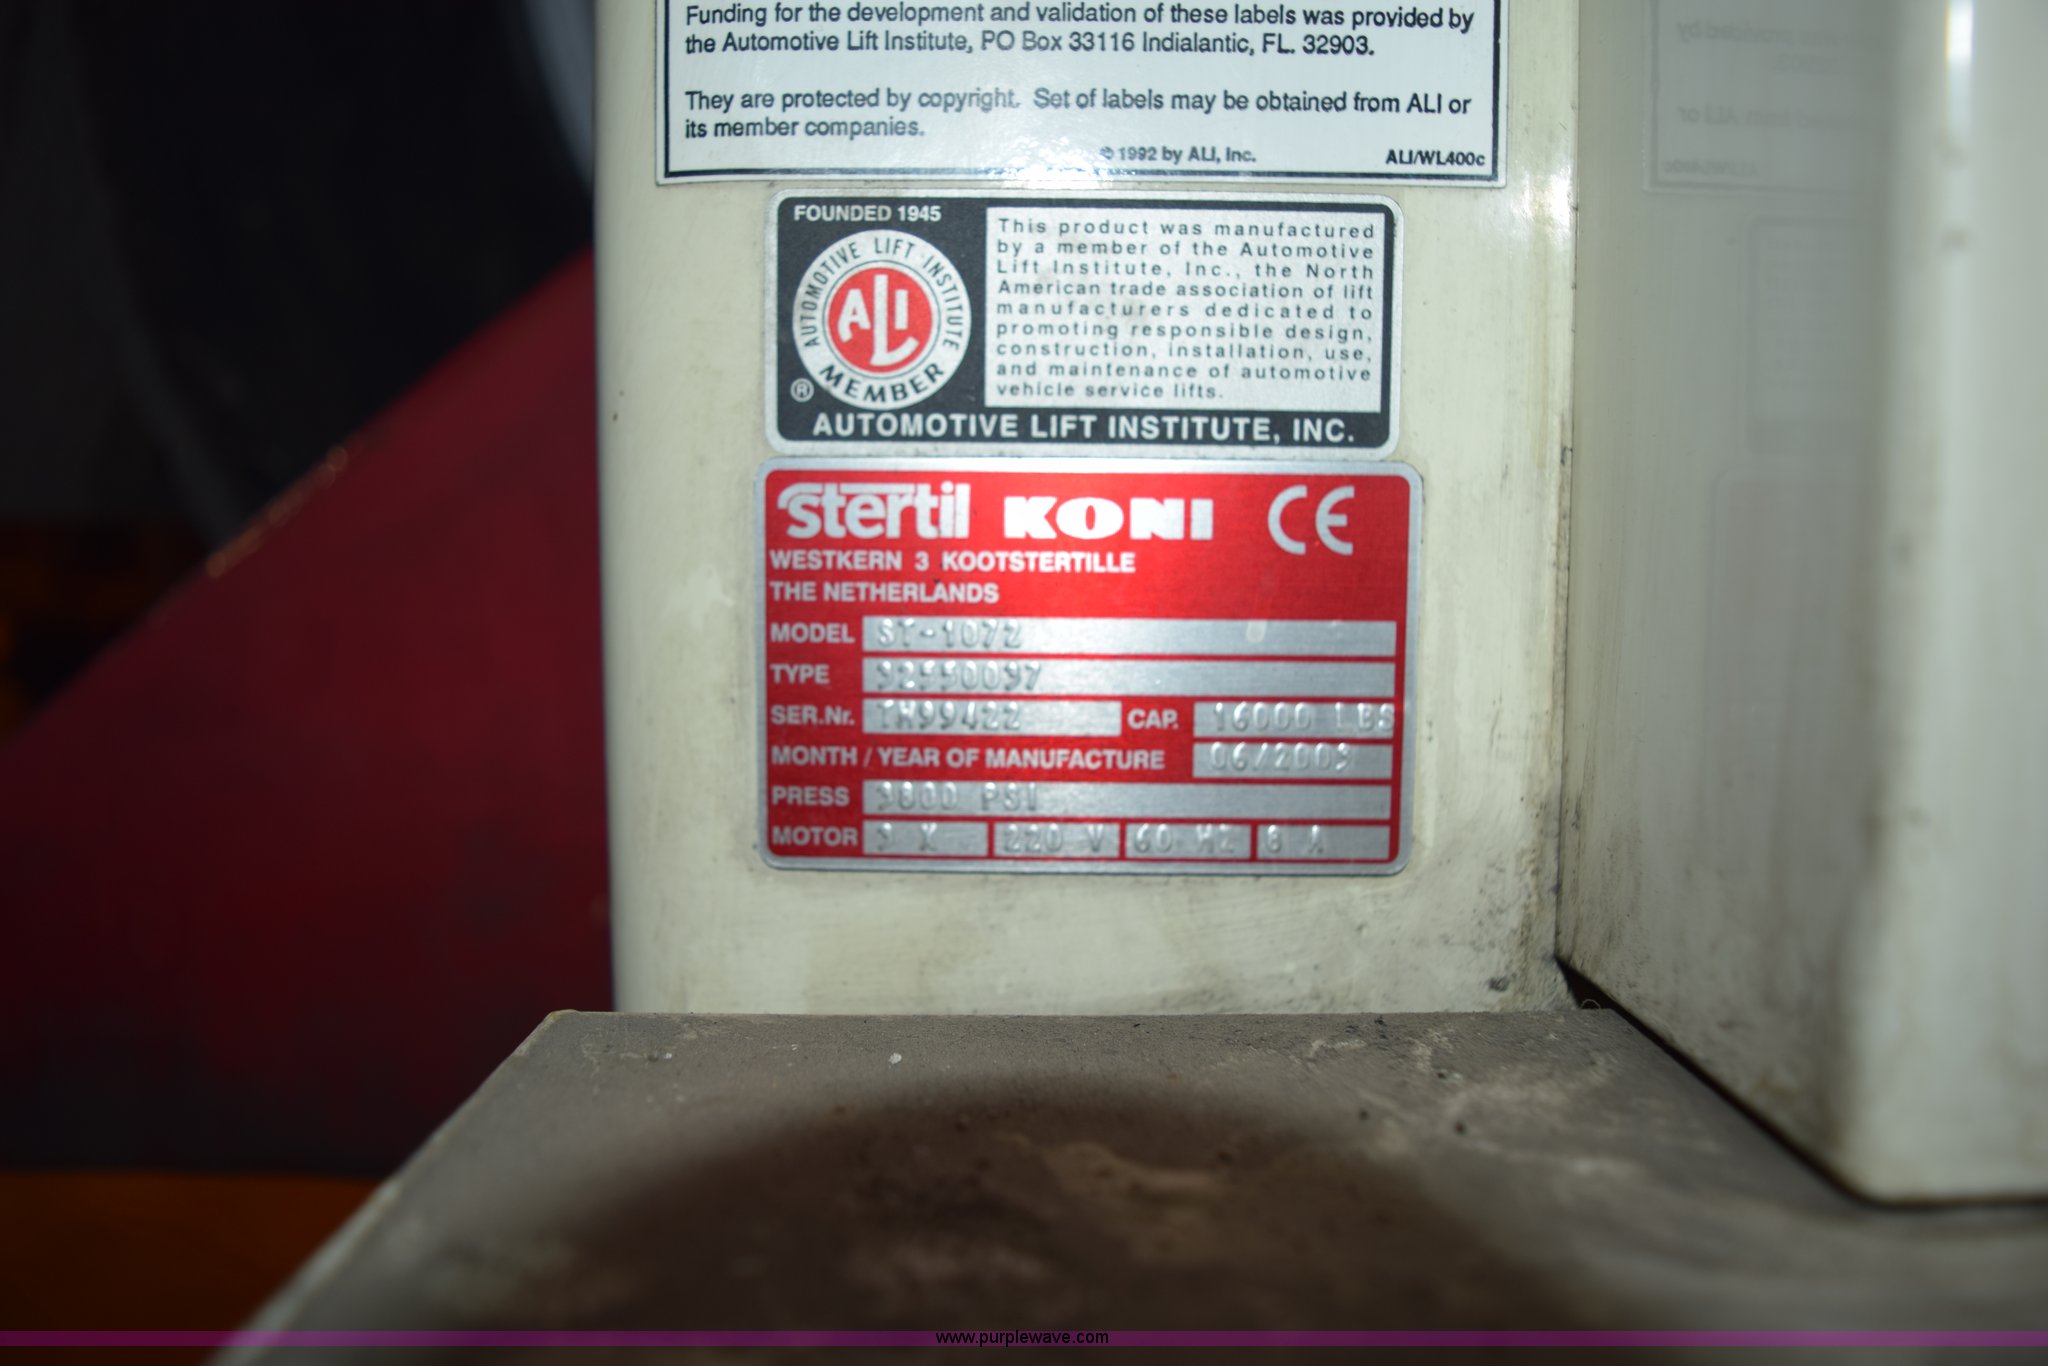 Funding for the development and validation of these labels was provided by
the Automotive Lift Institute, PO Box 33116 Indialantic, FL. 32903.
They are protected by copyright. Set of labels may be obtained from ALI or
its member companies.
© 1992 by ALI, Inc. ALI/WL400c
FOUNDED 1945
AUTOMOTIVE LIFT INSTITUTE
ALI
MEMBER
®
This product was manufactured
by a member of the Automotive
Lift Institute, Inc., the North
American trade association of lift
manufacturers dedicated to
promoting responsible design,
construction, installation, use,
and maintenance of automotive
vehicle service lifts.
AUTOMOTIVE LIFT INSTITUTE, INC.
stertil KONI CE
WESTKERN 3 KOOTSTERTILLE
THE NETHERLANDS
MODEL ST-1072
TYPE
SER.Nr. CAP. 16000 LBS
MONTH / YEAR OF MANUFACTURE
PRESS PSI
MOTOR 220 V 60 HZ 8 A
www.purplewave.com